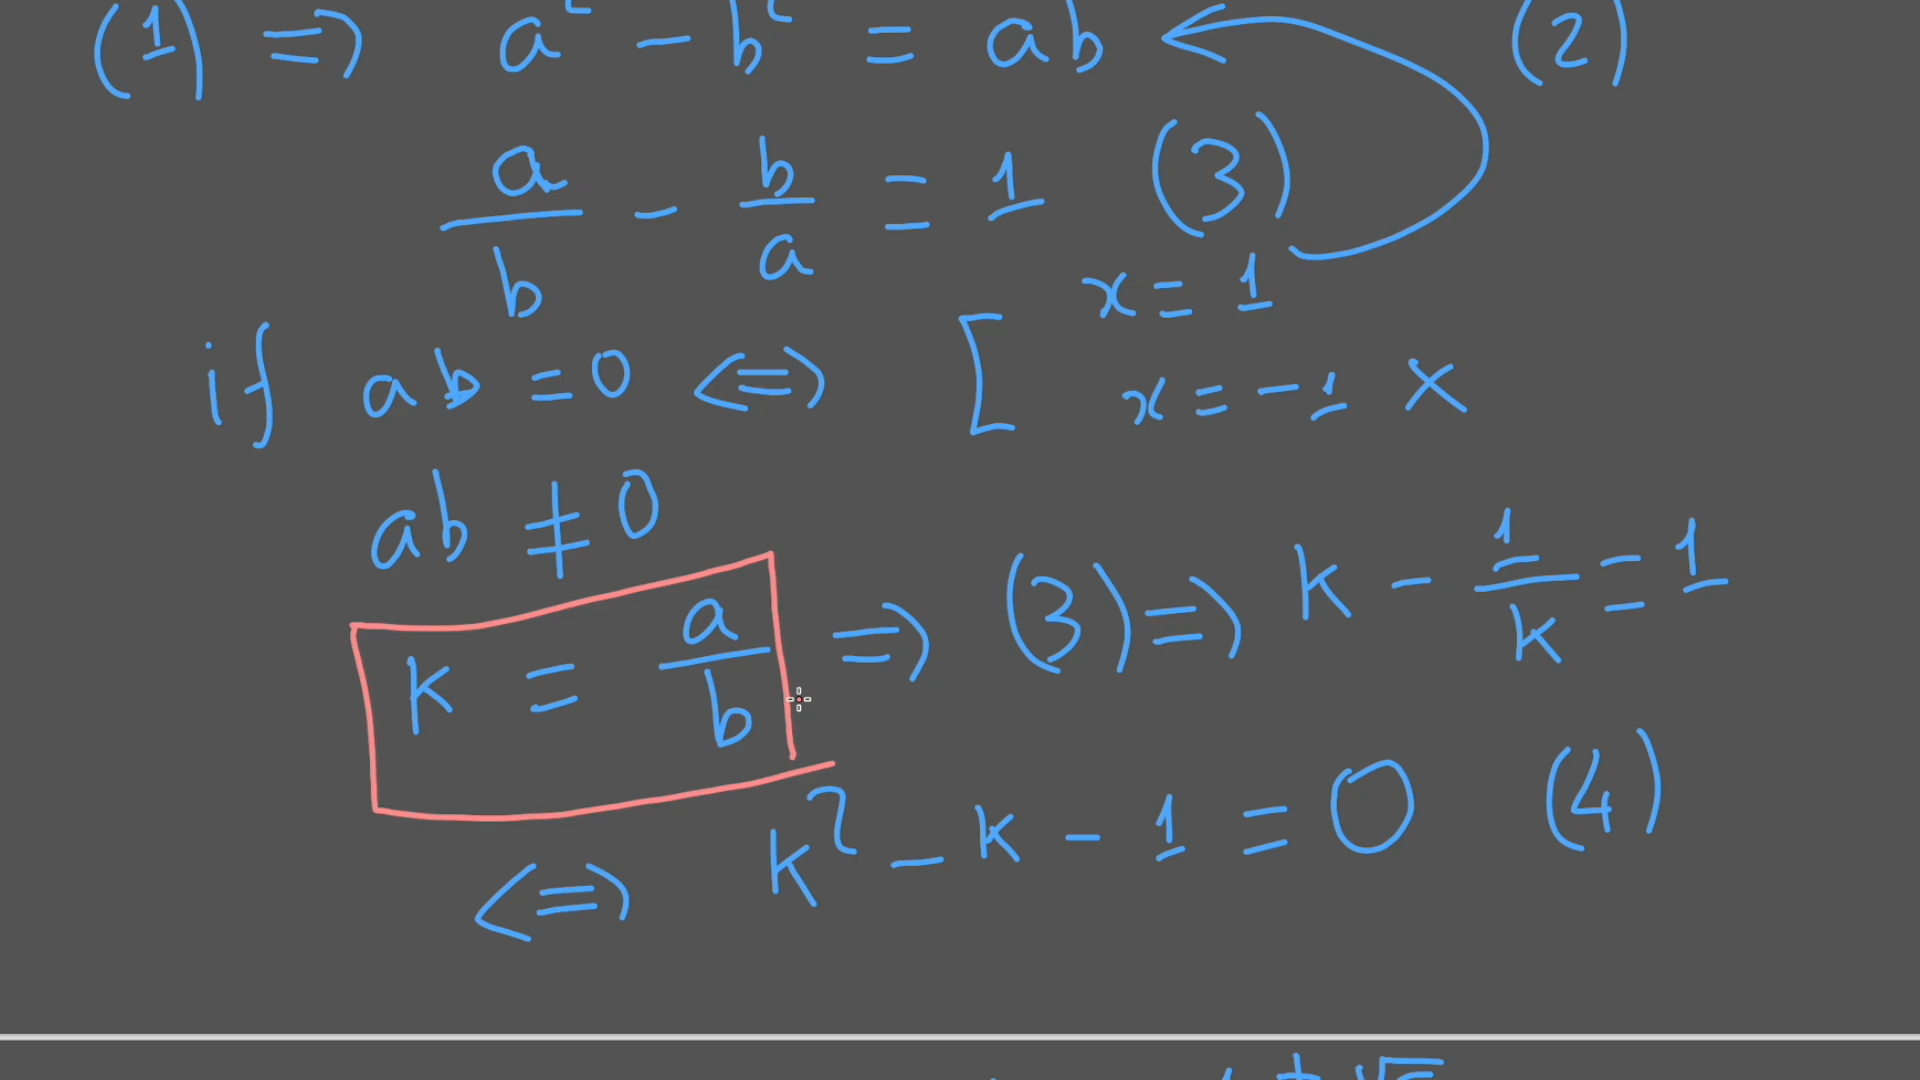 (1) ⇒ a² - b² = ab (2)
a/b - b/a = 1 (3)
x = 1
if ab = 0 ⇔ [ x = -1 ×
ab ≠ 0
k = a/b ⇒ (3) ⇒ k - 1/k = 1
⇔ k² - k - 1 = 0 (4)